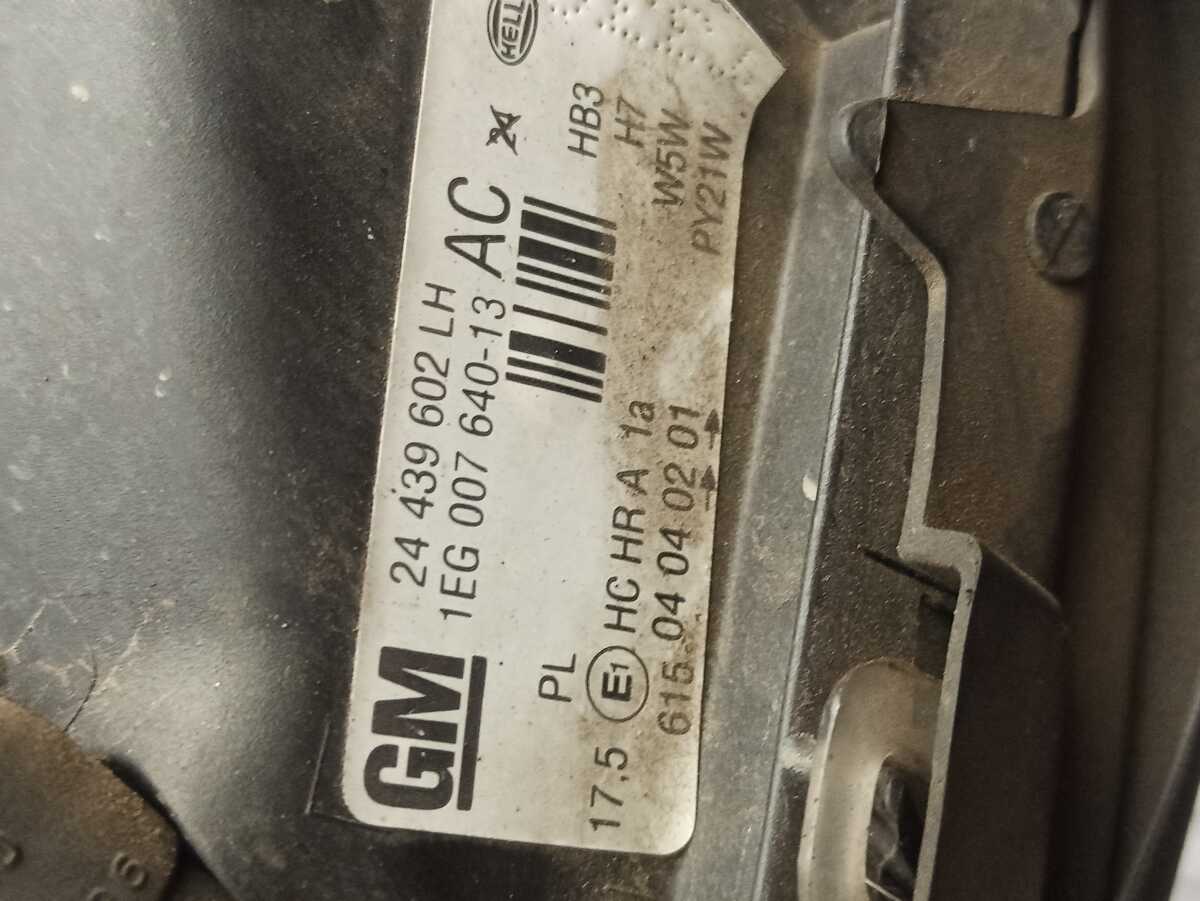 GM
24 439 602 LH
1EG 007 640-13 AC
24
PL
17,5 E1 HC HR A 1a
615 04 04 02 01
HB3
H7
W5W
PY21W